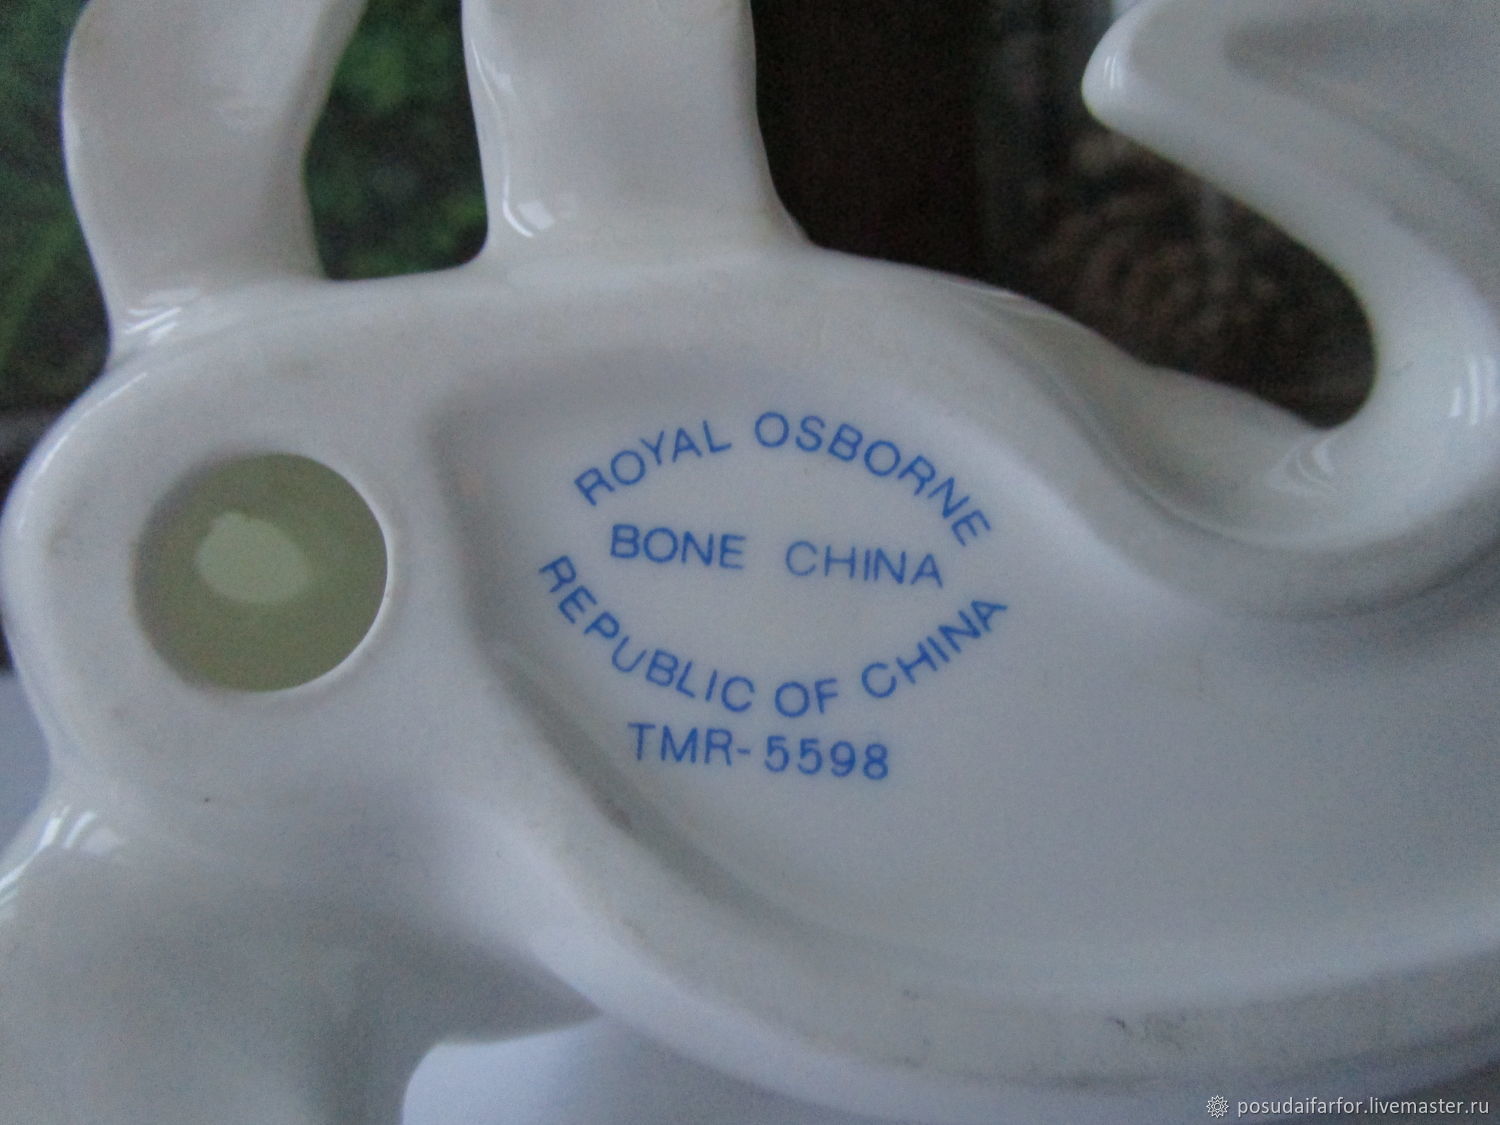 ROYAL OSBORNE
BONE CHINA
REPUBLIC OF CHINA
TMR-5598
posudaifarfor.livemaster.ru